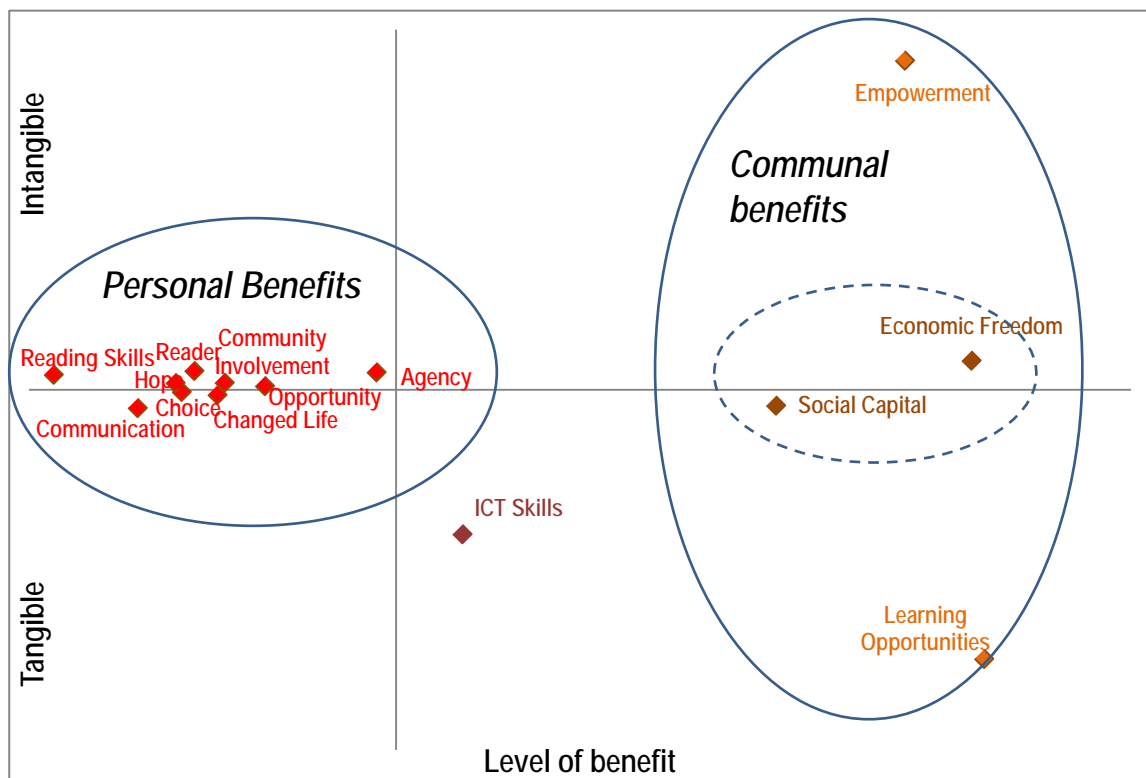 Intangible
Empowerment
Communal
benefits
Personal Benefits
Economic Freedom
Community
Reading Skills
Reader
Involvement
Hop
Agency
Opportunity
Choice
Changed Life
Communication
Social Capital
ICT Skills
Tangible
Learning
Opportunities
Level of benefit